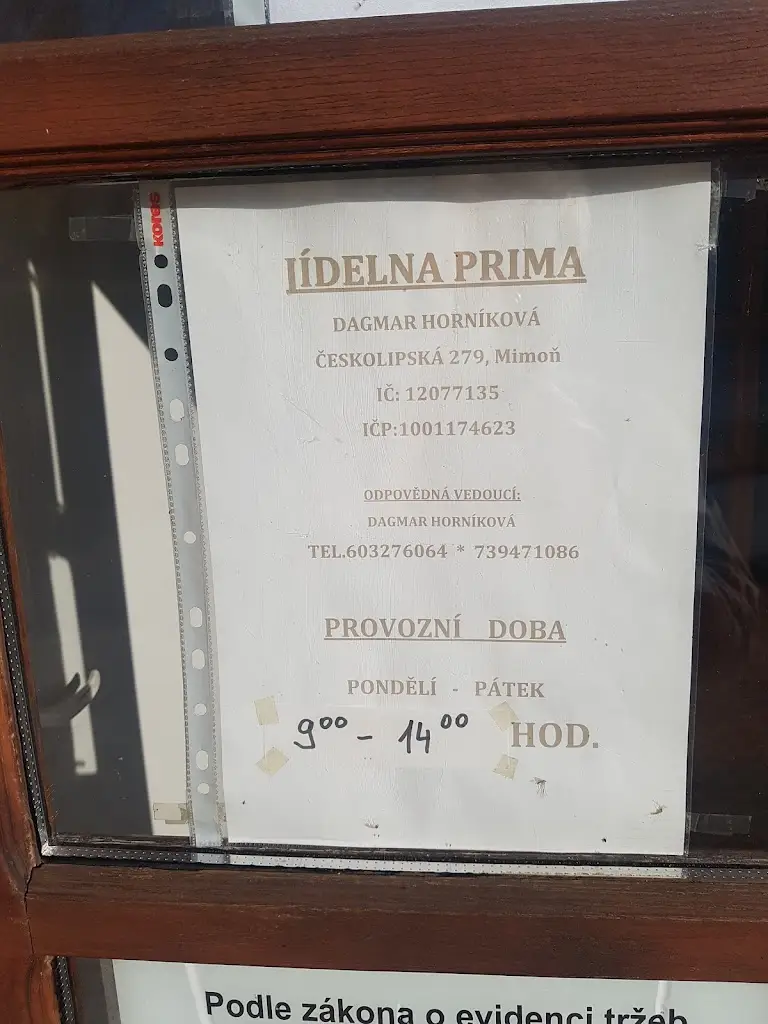 Kores
JÍDELNA PRIMA
DAGMAR HORNÍKOVÁ
ČESKOLIPSKÁ 279, Mimoň
IČ: 12077135
IČP:1001174623
ODPOVĚDNÁ VEDOUCÍ:
DAGMAR HORNÍKOVÁ
TEL.603276064 * 739471086
PROVOZNÍ DOBA
PONDĚLÍ - PÁTEK
9⁰⁰ - 14⁰⁰ HOD.
Podle zákona o evidenci tržeb